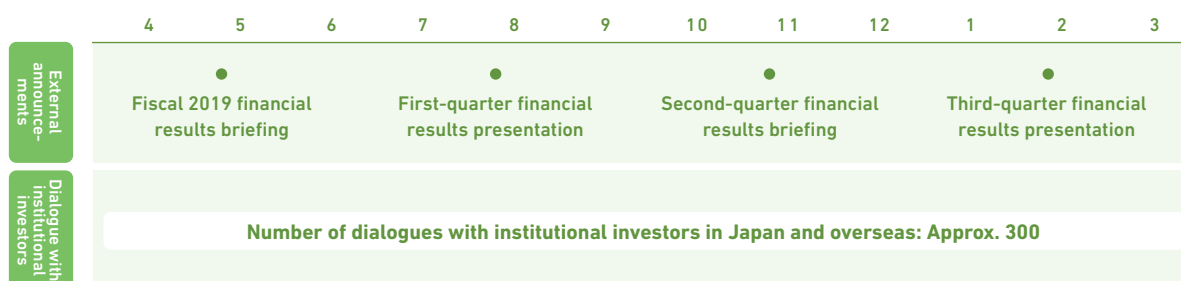 4 5 6 7 8 9 10 11 12 1 2 3
External
announce-
ments
Fiscal 2019 financial
results briefing
First-quarter financial
results presentation
Second-quarter financial
results briefing
Third-quarter financial
results presentation
Dialogue with
institutional
investors
Number of dialogues with institutional investors in Japan and overseas: Approx. 300